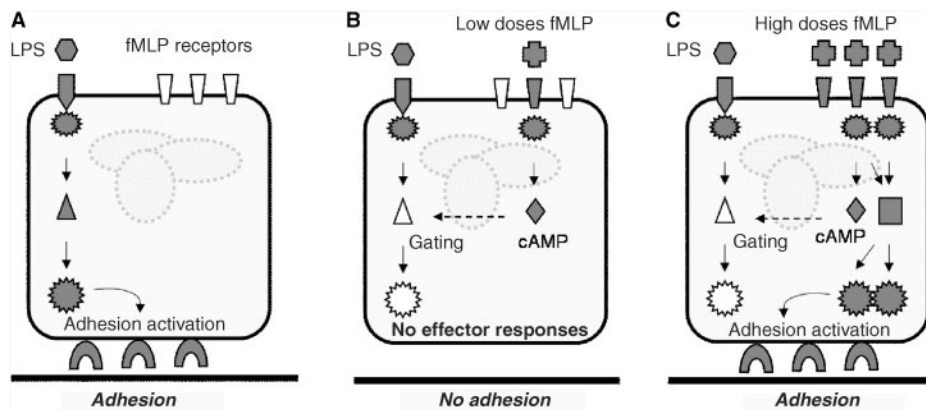 A
LPS
fMLP receptors
Adhesion activation
Adhesion
B
Low doses fMLP
LPS
Gating
cAMP
No effector responses
No adhesion
C
High doses fMLP
LPS
Gating
cAMP
Adhesion activation
Adhesion